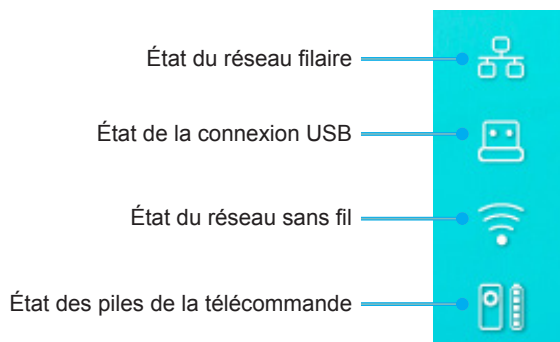 État du réseau filaire
État de la connexion USB
État du réseau sans fil
État des piles de la télécommande